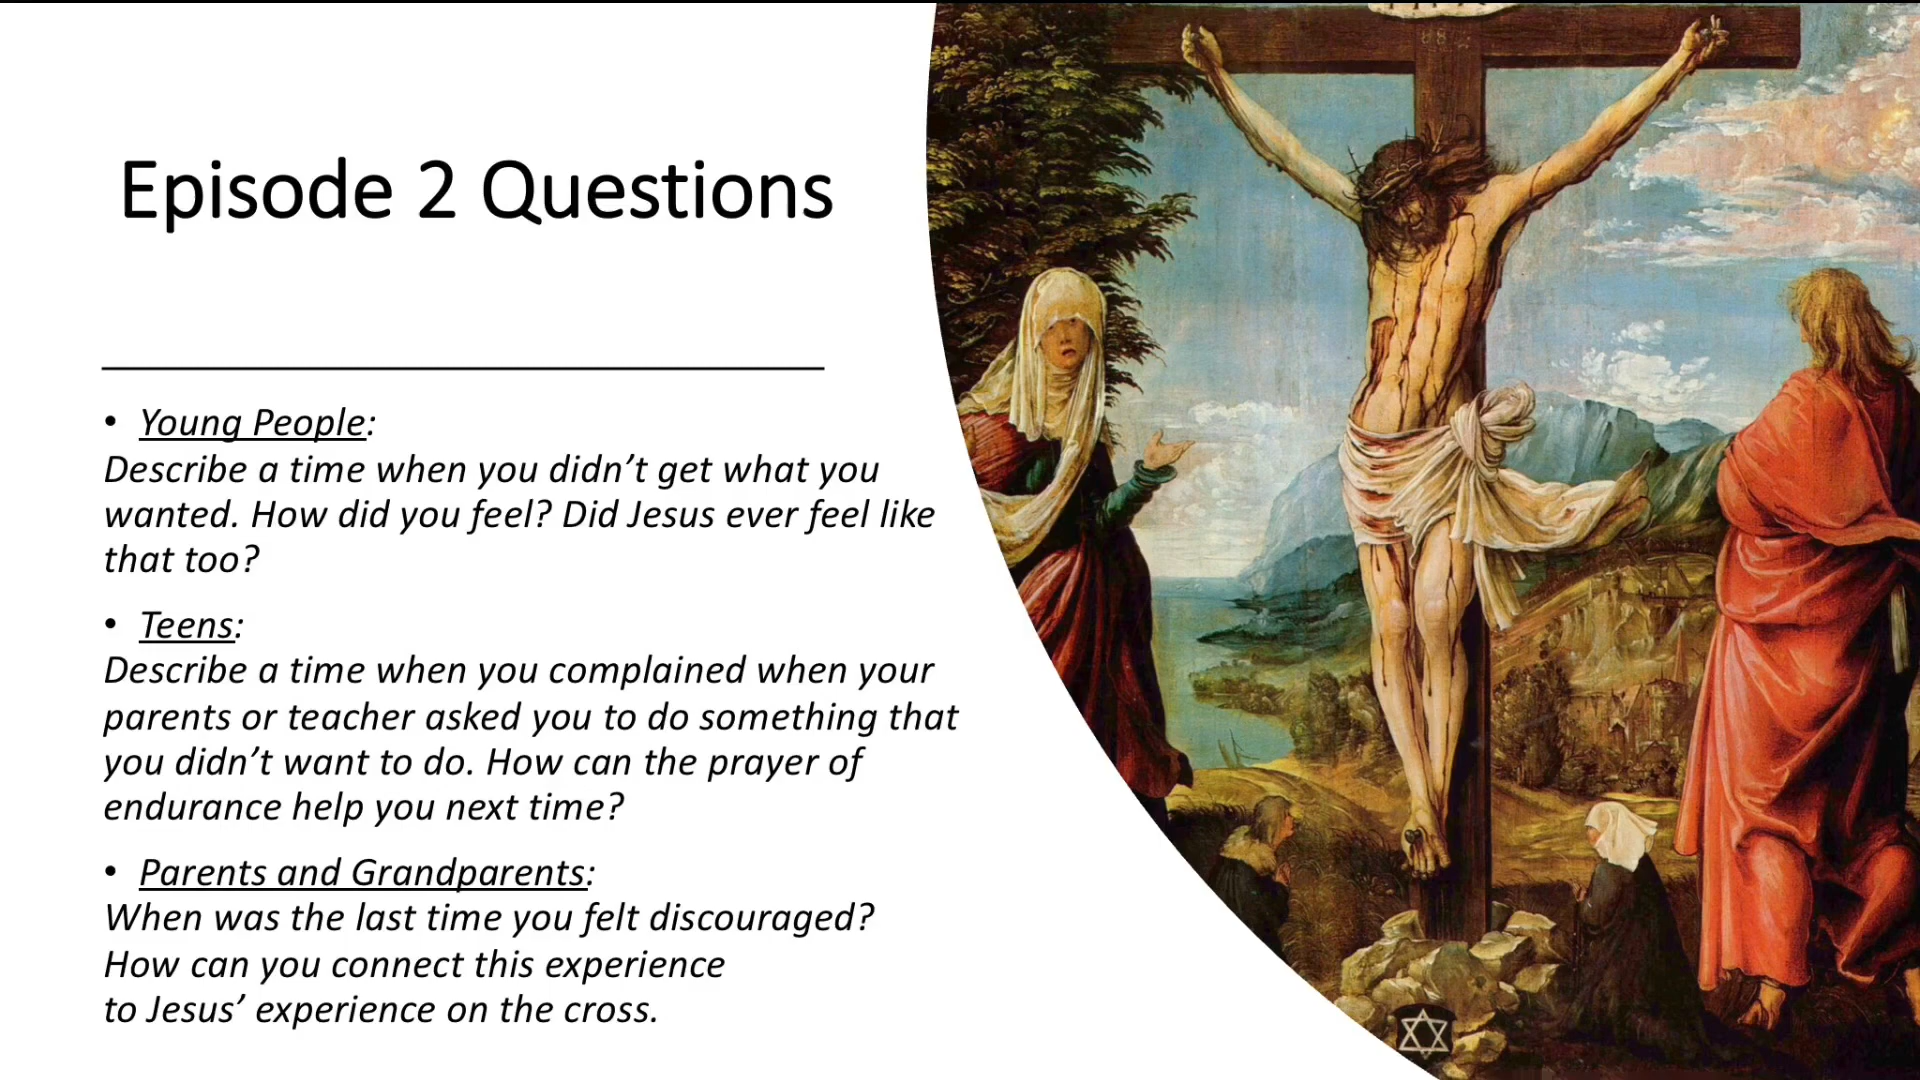 Episode 2 Questions
• Young People:
Describe a time when you didn’t get what you
wanted. How did you feel? Did Jesus ever feel like
that too?
• Teens:
Describe a time when you complained when your
parents or teacher asked you to do something that
you didn’t want to do. How can the prayer of
endurance help you next time?
• Parents and Grandparents:
When was the last time you felt discouraged?
How can you connect this experience
to Jesus’ experience on the cross.